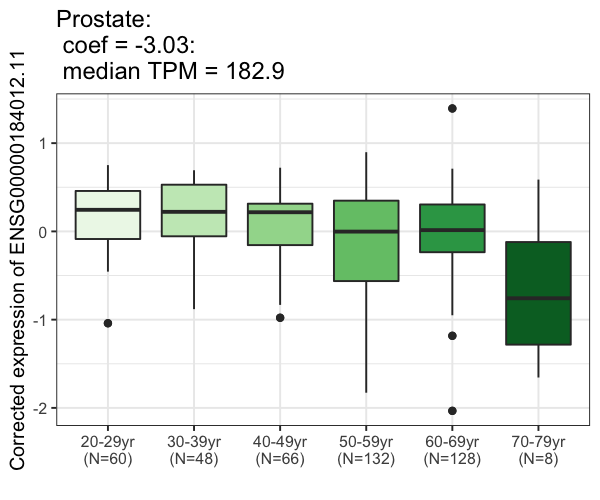 Prostate:
coef = -3.03:
median TPM = 182.9
Corrected expression of ENSG00000184012.11
1
0
-1
-2
20-29yr 30-39yr 40-49yr 50-59yr 60-69yr 70-79yr
(N=60) (N=48) (N=66) (N=132) (N=128) (N=8)